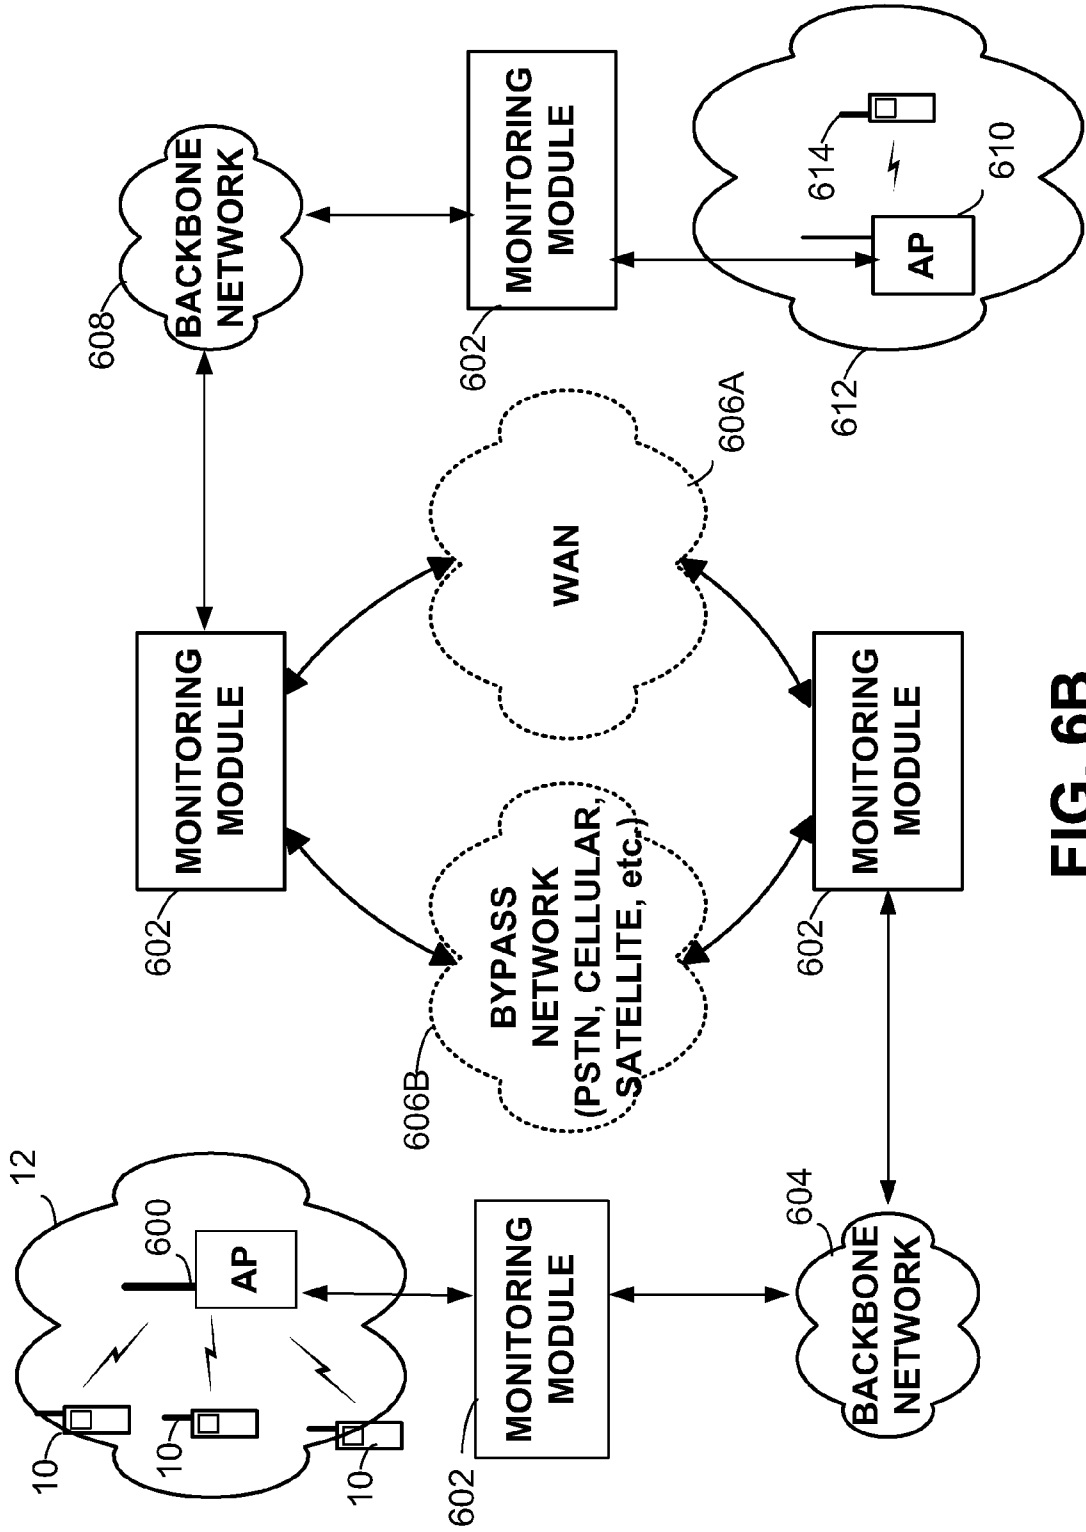 12
600
AP
10
10
10
602
MONITORING
MODULE
604
BACKBONE
NETWORK
602
MONITORING
MODULE
606B
BYPASS
NETWORK
(PSTN, CELLULAR,
SATELLITE, etc.)
602
MONITORING
MODULE
WAN
606A
608
BACKBONE
NETWORK
602
MONITORING
MODULE
612
AP
610
614
FIG. 6B